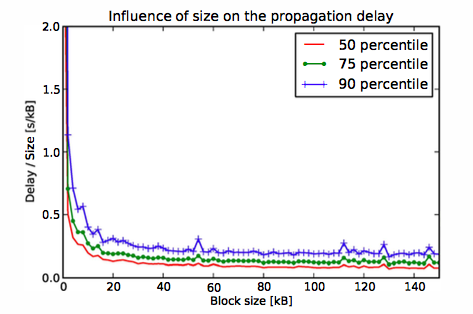 Influence of size on the propagation delay
2.0
1.5
1.0
0.5
0.0
Delay / Size [s/kB]
50 percentile
75 percentile
90 percentile
0 20 40 60 80 100 120 140
Block size [kB]